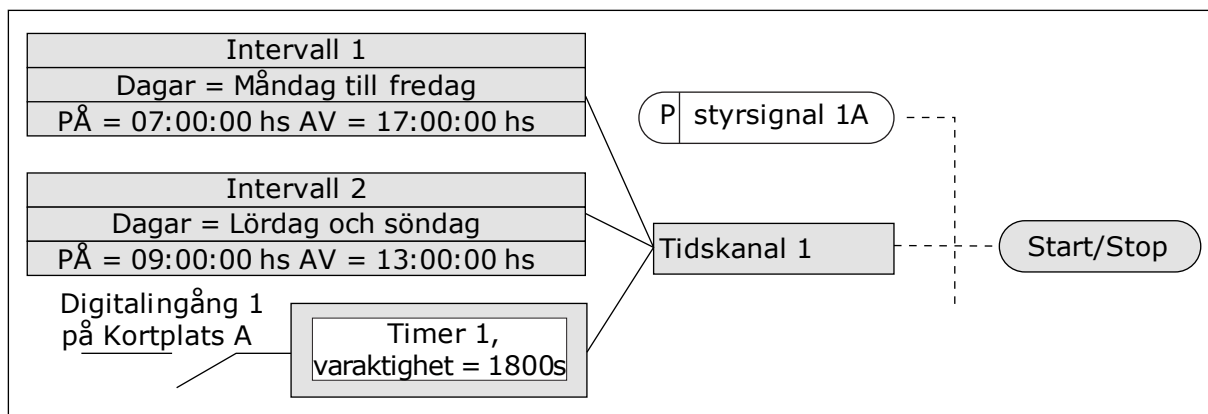 Intervall 1
Dagar = Måndag till fredag
PÅ = 07:00:00 hs AV = 17:00:00 hs
P styrsignal 1A
Intervall 2
Dagar = Lördag och söndag
PÅ = 09:00:00 hs AV = 13:00:00 hs
Tidskanal 1
Start/Stop
Digitalingång 1
på Kortplats A
Timer 1,
varaktighet = 1800s